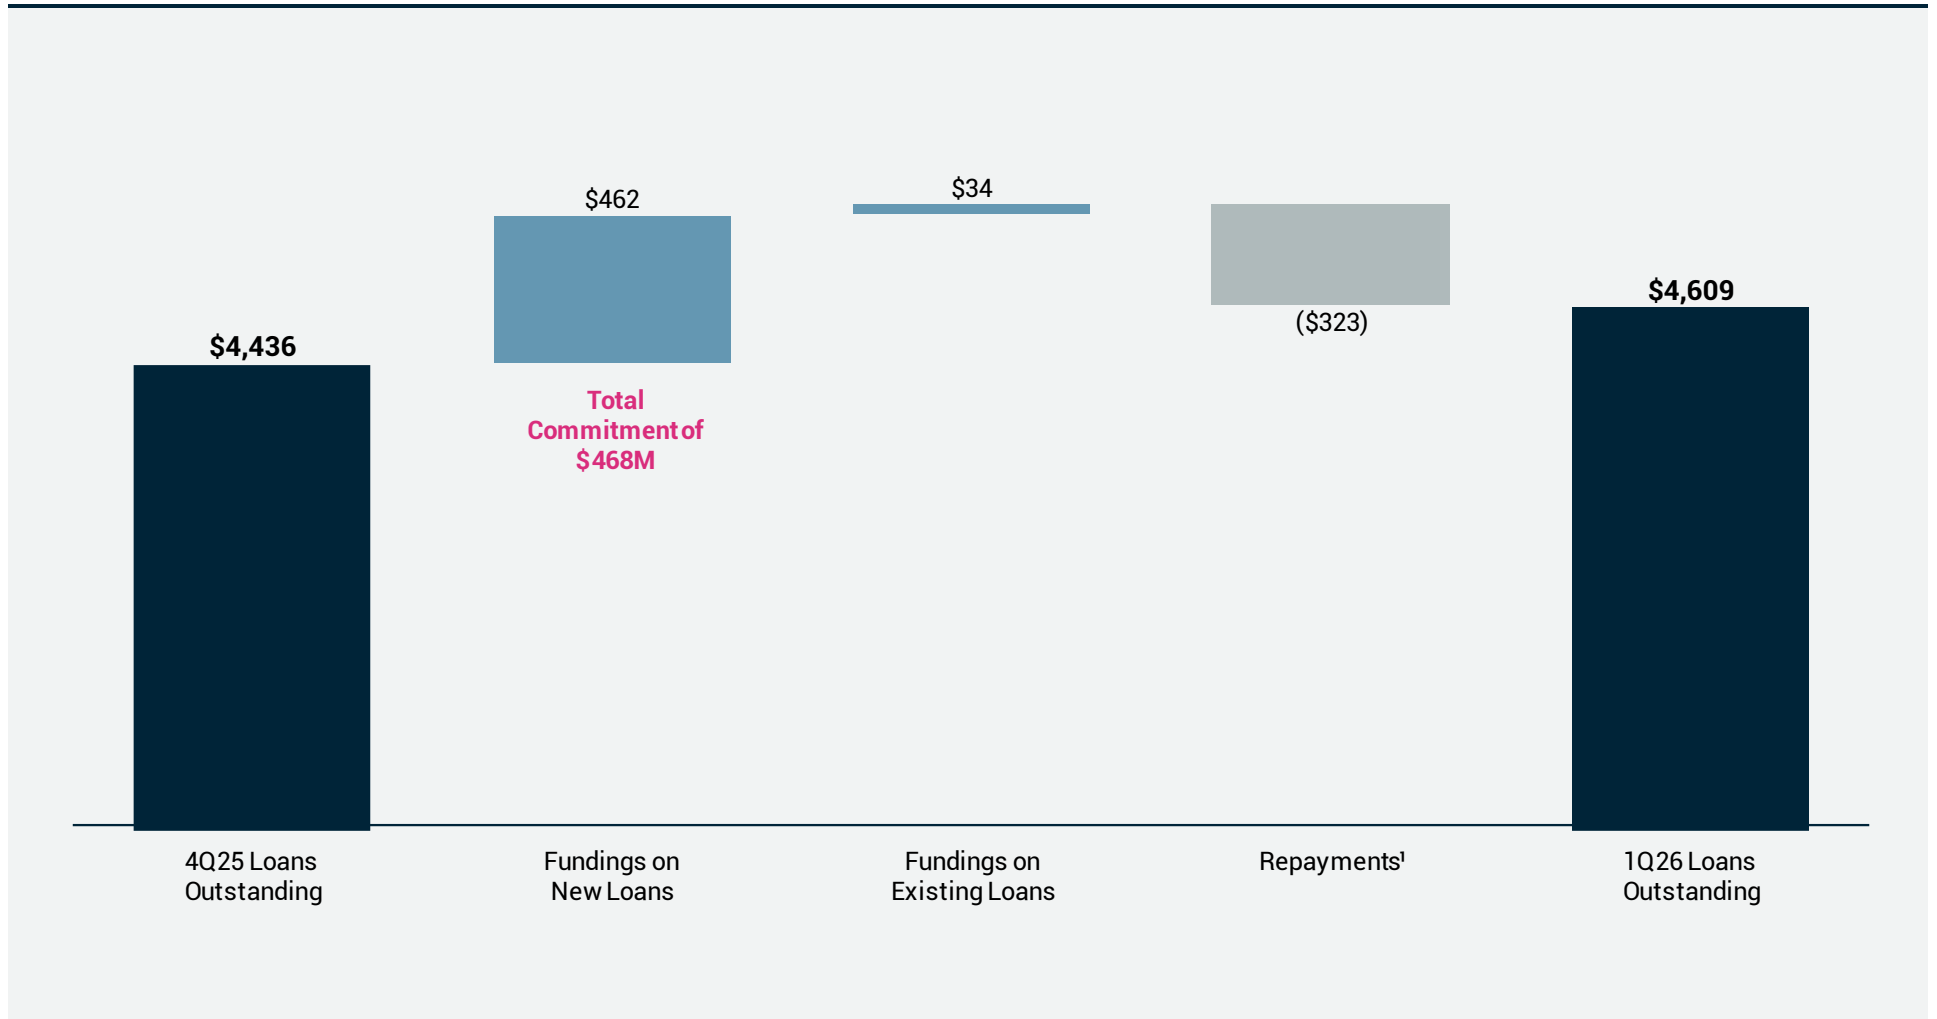 $34
$462
$4,609
($323)
$4,436
Total
Commitment of
$468M
4Q25 Loans
Outstanding
Fundings on
New Loans
Fundings on
Existing Loans
Repayments¹
1Q26 Loans
Outstanding